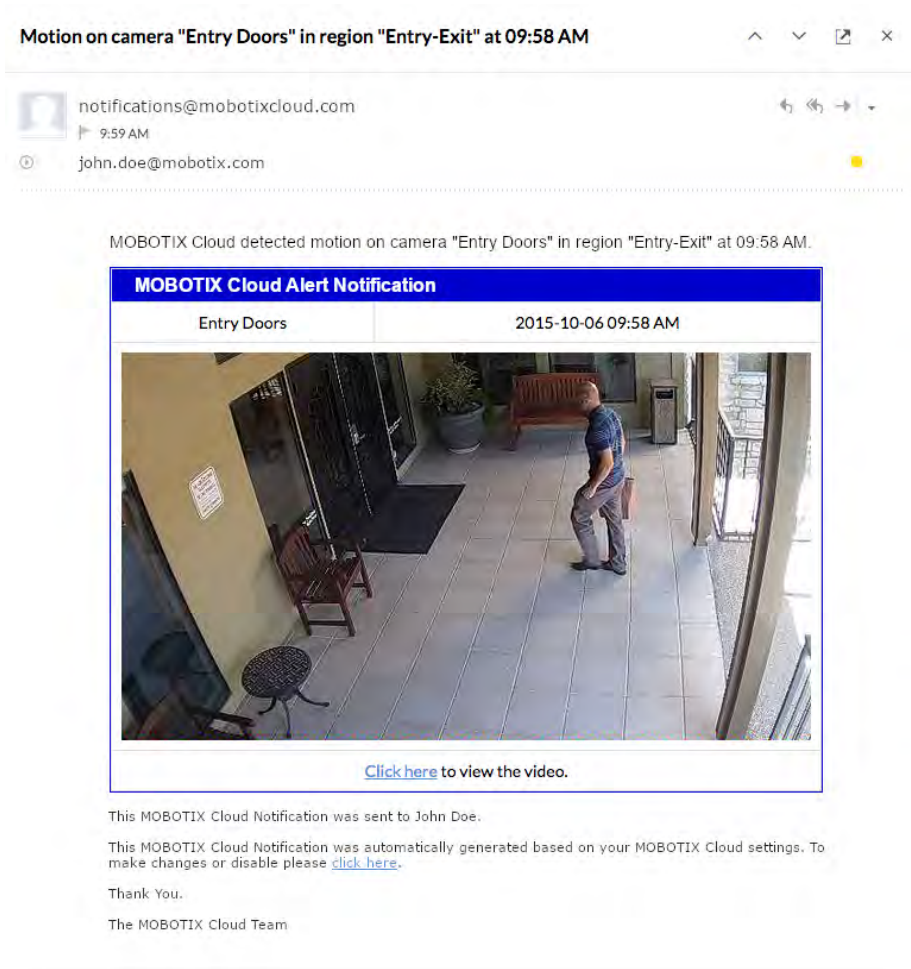 Motion on camera "Entry Doors" in region "Entry-Exit" at 09:58 AM
notifications@mobotixcloud.com
9:59 AM
john.doe@mobotix.com
MOBOTIX Cloud detected motion on camera "Entry Doors" in region "Entry-Exit" at 09:58 AM.
MOBOTIX Cloud Alert Notification
Entry Doors
2015-10-06 09:58 AM
Click here to view the video.
This MOBOTIX Cloud Notification was sent to John Doe.
This MOBOTIX Cloud Notification was automatically generated based on your MOBOTIX Cloud settings. To
make changes or disable please click here.
Thank You.
The MOBOTIX Cloud Team